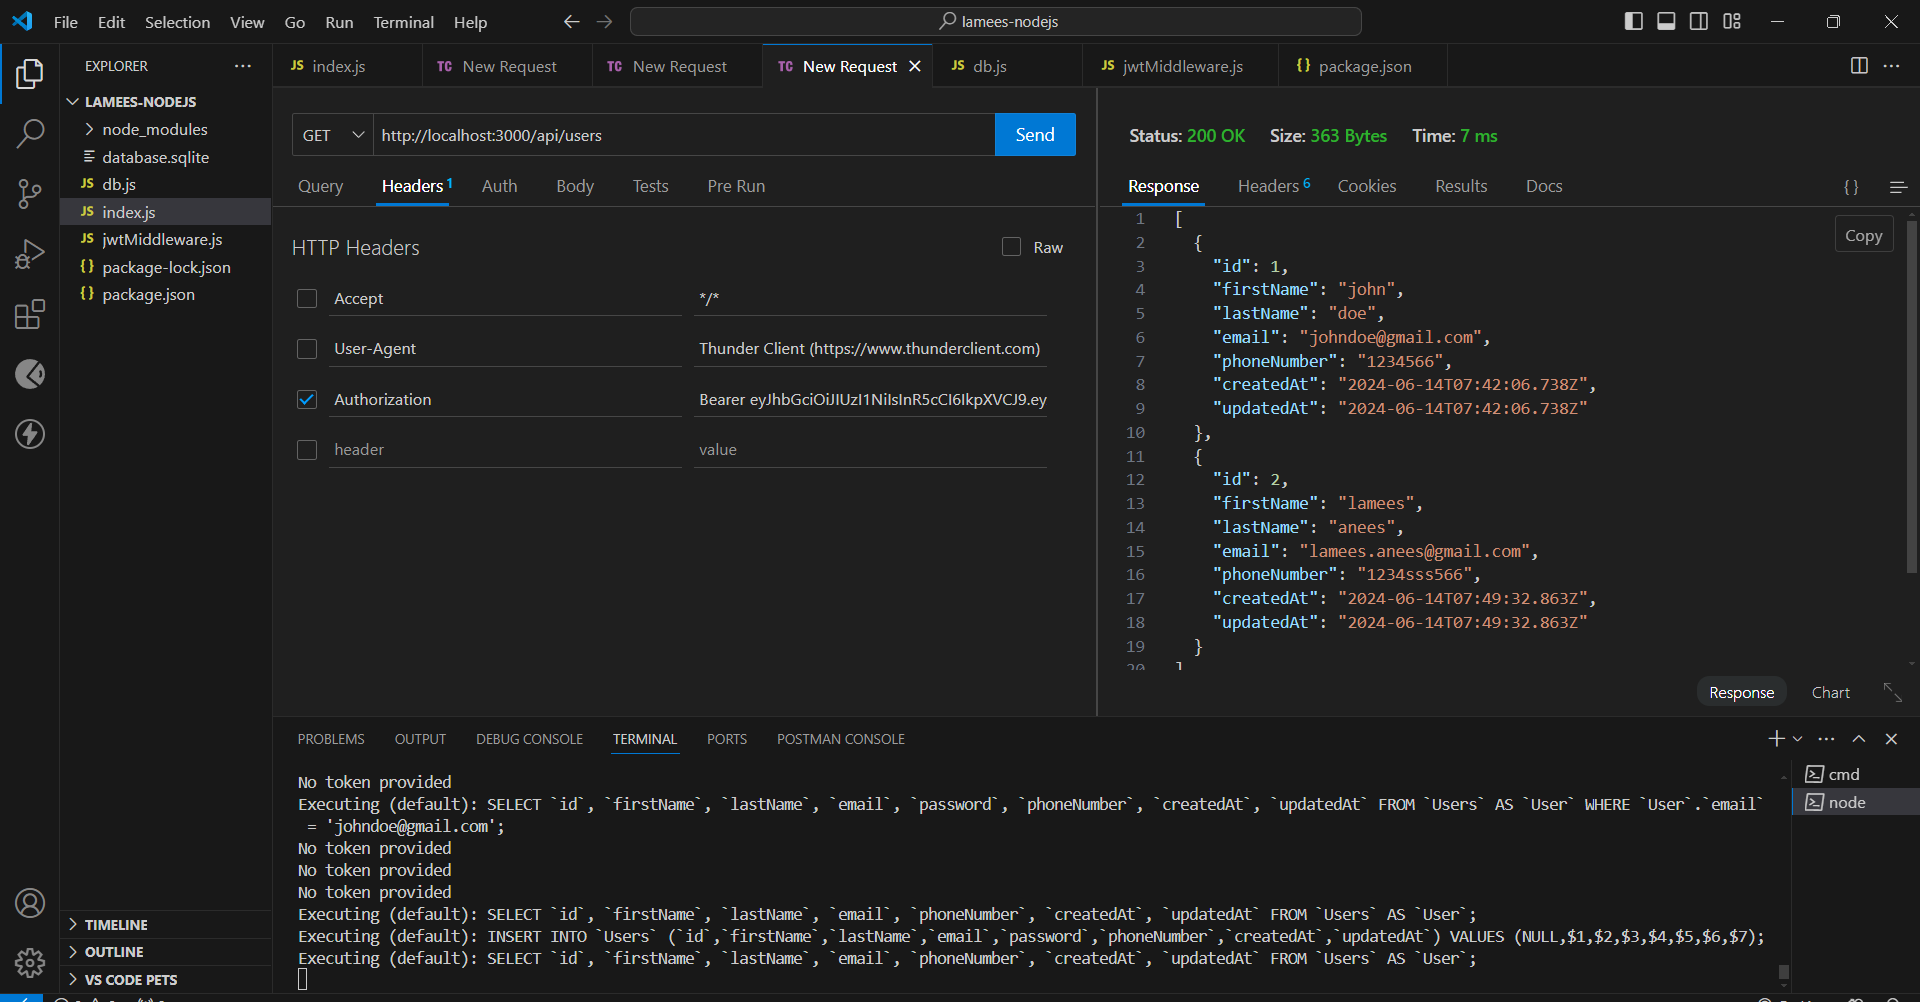 File Edit Selection View Go Run Terminal Help
lamees-nodejs
EXPLORER
JS index.js
TC New Request
TC New Request
TC New Request
JS db.js
JS jwtMiddleware.js
{} package.json
LAMEES-NODEJS
node_modules
database.sqlite
JS db.js
JS index.js
JS jwtMiddleware.js
{} package-lock.json
{} package.json
TIMELINE
OUTLINE
VS CODE PETS
GET
http://localhost:3000/api/users
Send
Query Headers 1 Auth Body Tests Pre Run
HTTP Headers
Raw
Accept */*
User-Agent Thunder Client (https://www.thunderclient.com)
Authorization Bearer eyJhbGciOiJIUzI1NiIsInR5cCI6IkpXVCJ9.ey
header value
Status: 200 OK Size: 363 Bytes Time: 7 ms
Response Headers 6 Cookies Results Docs
{}
Copy
1 [
2 {
3 "id": 1,
4 "firstName": "john",
5 "lastName": "doe",
6 "email": "johndoe@gmail.com",
7 "phoneNumber": "1234566",
8 "createdAt": "2024-06-14T07:42:06.738Z",
9 "updatedAt": "2024-06-14T07:42:06.738Z"
10 },
11 {
12 "id": 2,
13 "firstName": "lamees",
14 "lastName": "anees",
15 "email": "lamees.anees@gmail.com",
16 "phoneNumber": "1234sss566",
17 "createdAt": "2024-06-14T07:49:32.863Z",
18 "updatedAt": "2024-06-14T07:49:32.863Z"
19 }
20 ]
Response Chart
PROBLEMS OUTPUT DEBUG CONSOLE TERMINAL PORTS POSTMAN CONSOLE
No token provided
Executing (default): SELECT `id`, `firstName`, `lastName`, `email`, `password`, `phoneNumber`, `createdAt`, `updatedAt` FROM `Users` AS `User` WHERE `User`.`email`
= 'johndoe@gmail.com';
No token provided
No token provided
No token provided
Executing (default): SELECT `id`, `firstName`, `lastName`, `email`, `phoneNumber`, `createdAt`, `updatedAt` FROM `Users` AS `User`;
Executing (default): INSERT INTO `Users` (`id`,`firstName`,`lastName`,`email`,`password`,`phoneNumber`,`createdAt`,`updatedAt`) VALUES (NULL,$1,$2,$3,$4,$5,$6,$7);
Executing (default): SELECT `id`, `firstName`, `lastName`, `email`, `phoneNumber`, `createdAt`, `updatedAt` FROM `Users` AS `User`;
cmd
node